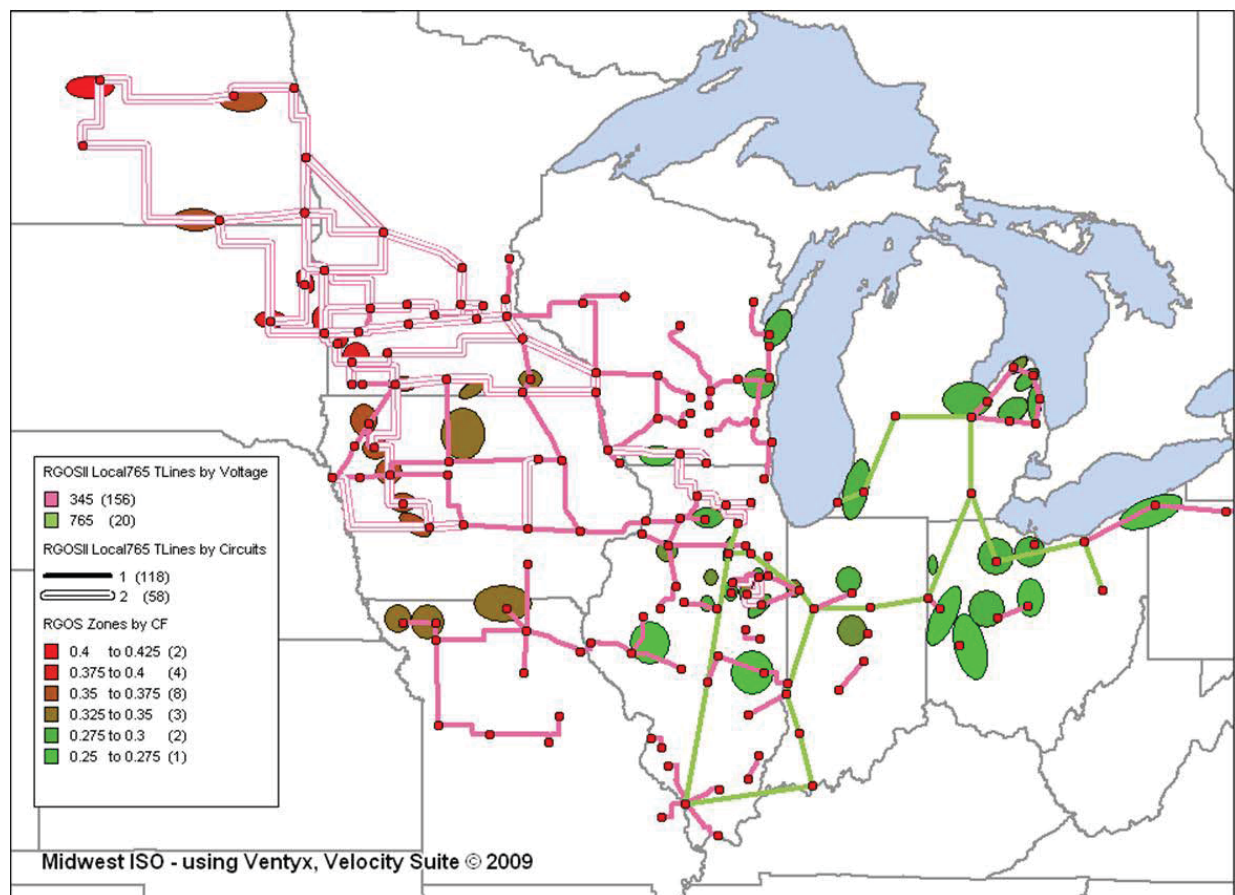 RGOSII Local765 TLines by Voltage
345 (156)
765 (20)
RGOSII Local765 TLines by Circuits
1 (118)
2 (58)
RGOS Zones by CF
0.4 to 0.425 (2)
0.375 to 0.4 (4)
0.35 to 0.375 (8)
0.325 to 0.35 (3)
0.275 to 0.3 (2)
0.25 to 0.275 (1)
Midwest ISO - using Ventyx, Velocity Suite © 2009